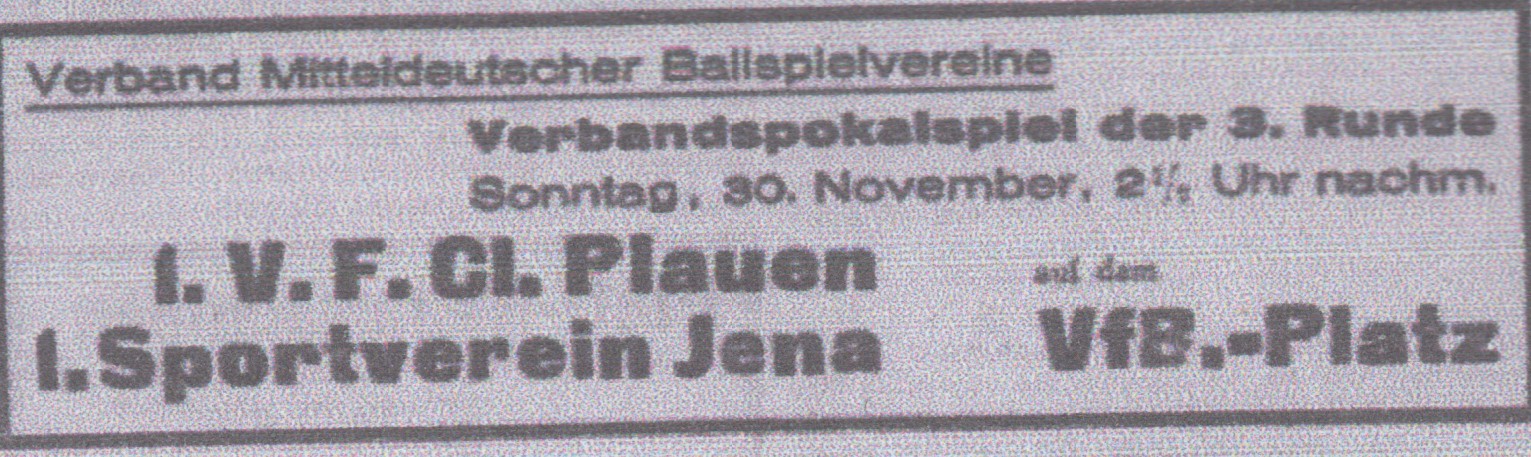 Verband Mitteldeutscher Ballspielvereine
Verbandspokalspiel der 3. Runde
Sonntag, 30. November, 2½ Uhr nachm.
I. V. F. Cl. Plauen
auf dem
I. Sportverein Jena
VfB.-Platz